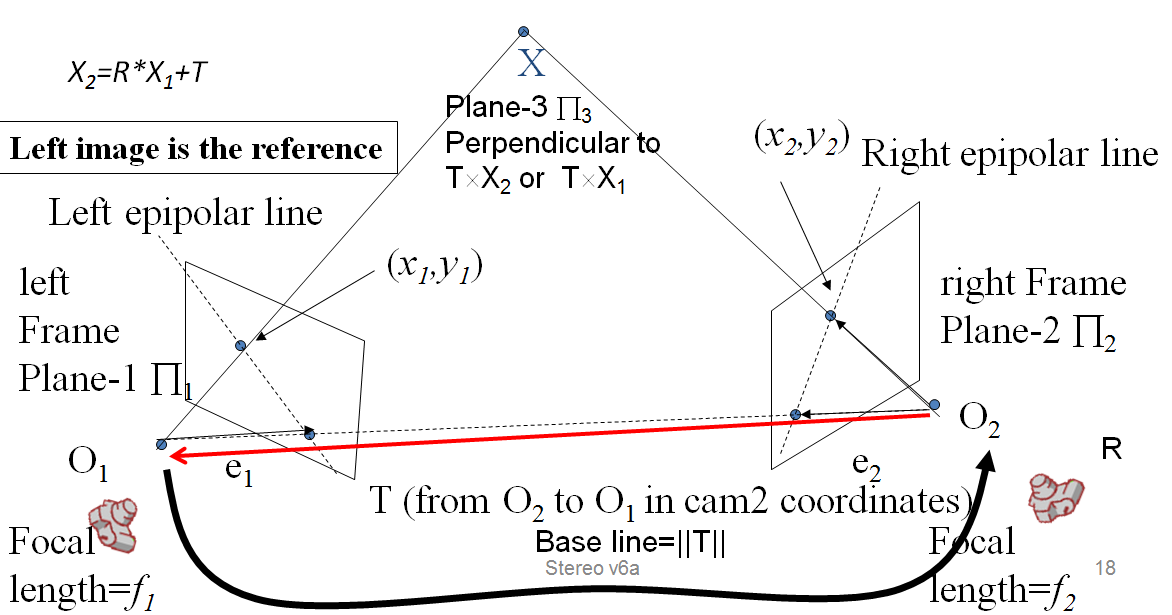 X₂=R*X₁+T
X
Plane-3 ∏₃
Perpendicular to
T×X₂ or T×X₁
Left image is the reference
(x₂,y₂)
Right epipolar line
Left epipolar line
(x₁,y₁)
left
Frame
Plane-1 ∏₁
right Frame
Plane-2 ∏₂
O₁
e₁
O₂
e₂
R
T (from O₂ to O₁ in cam2 coordinates)
Base line=||T||
Focal
length=f₁
Focal
length=f₂
Stereo v6a
18